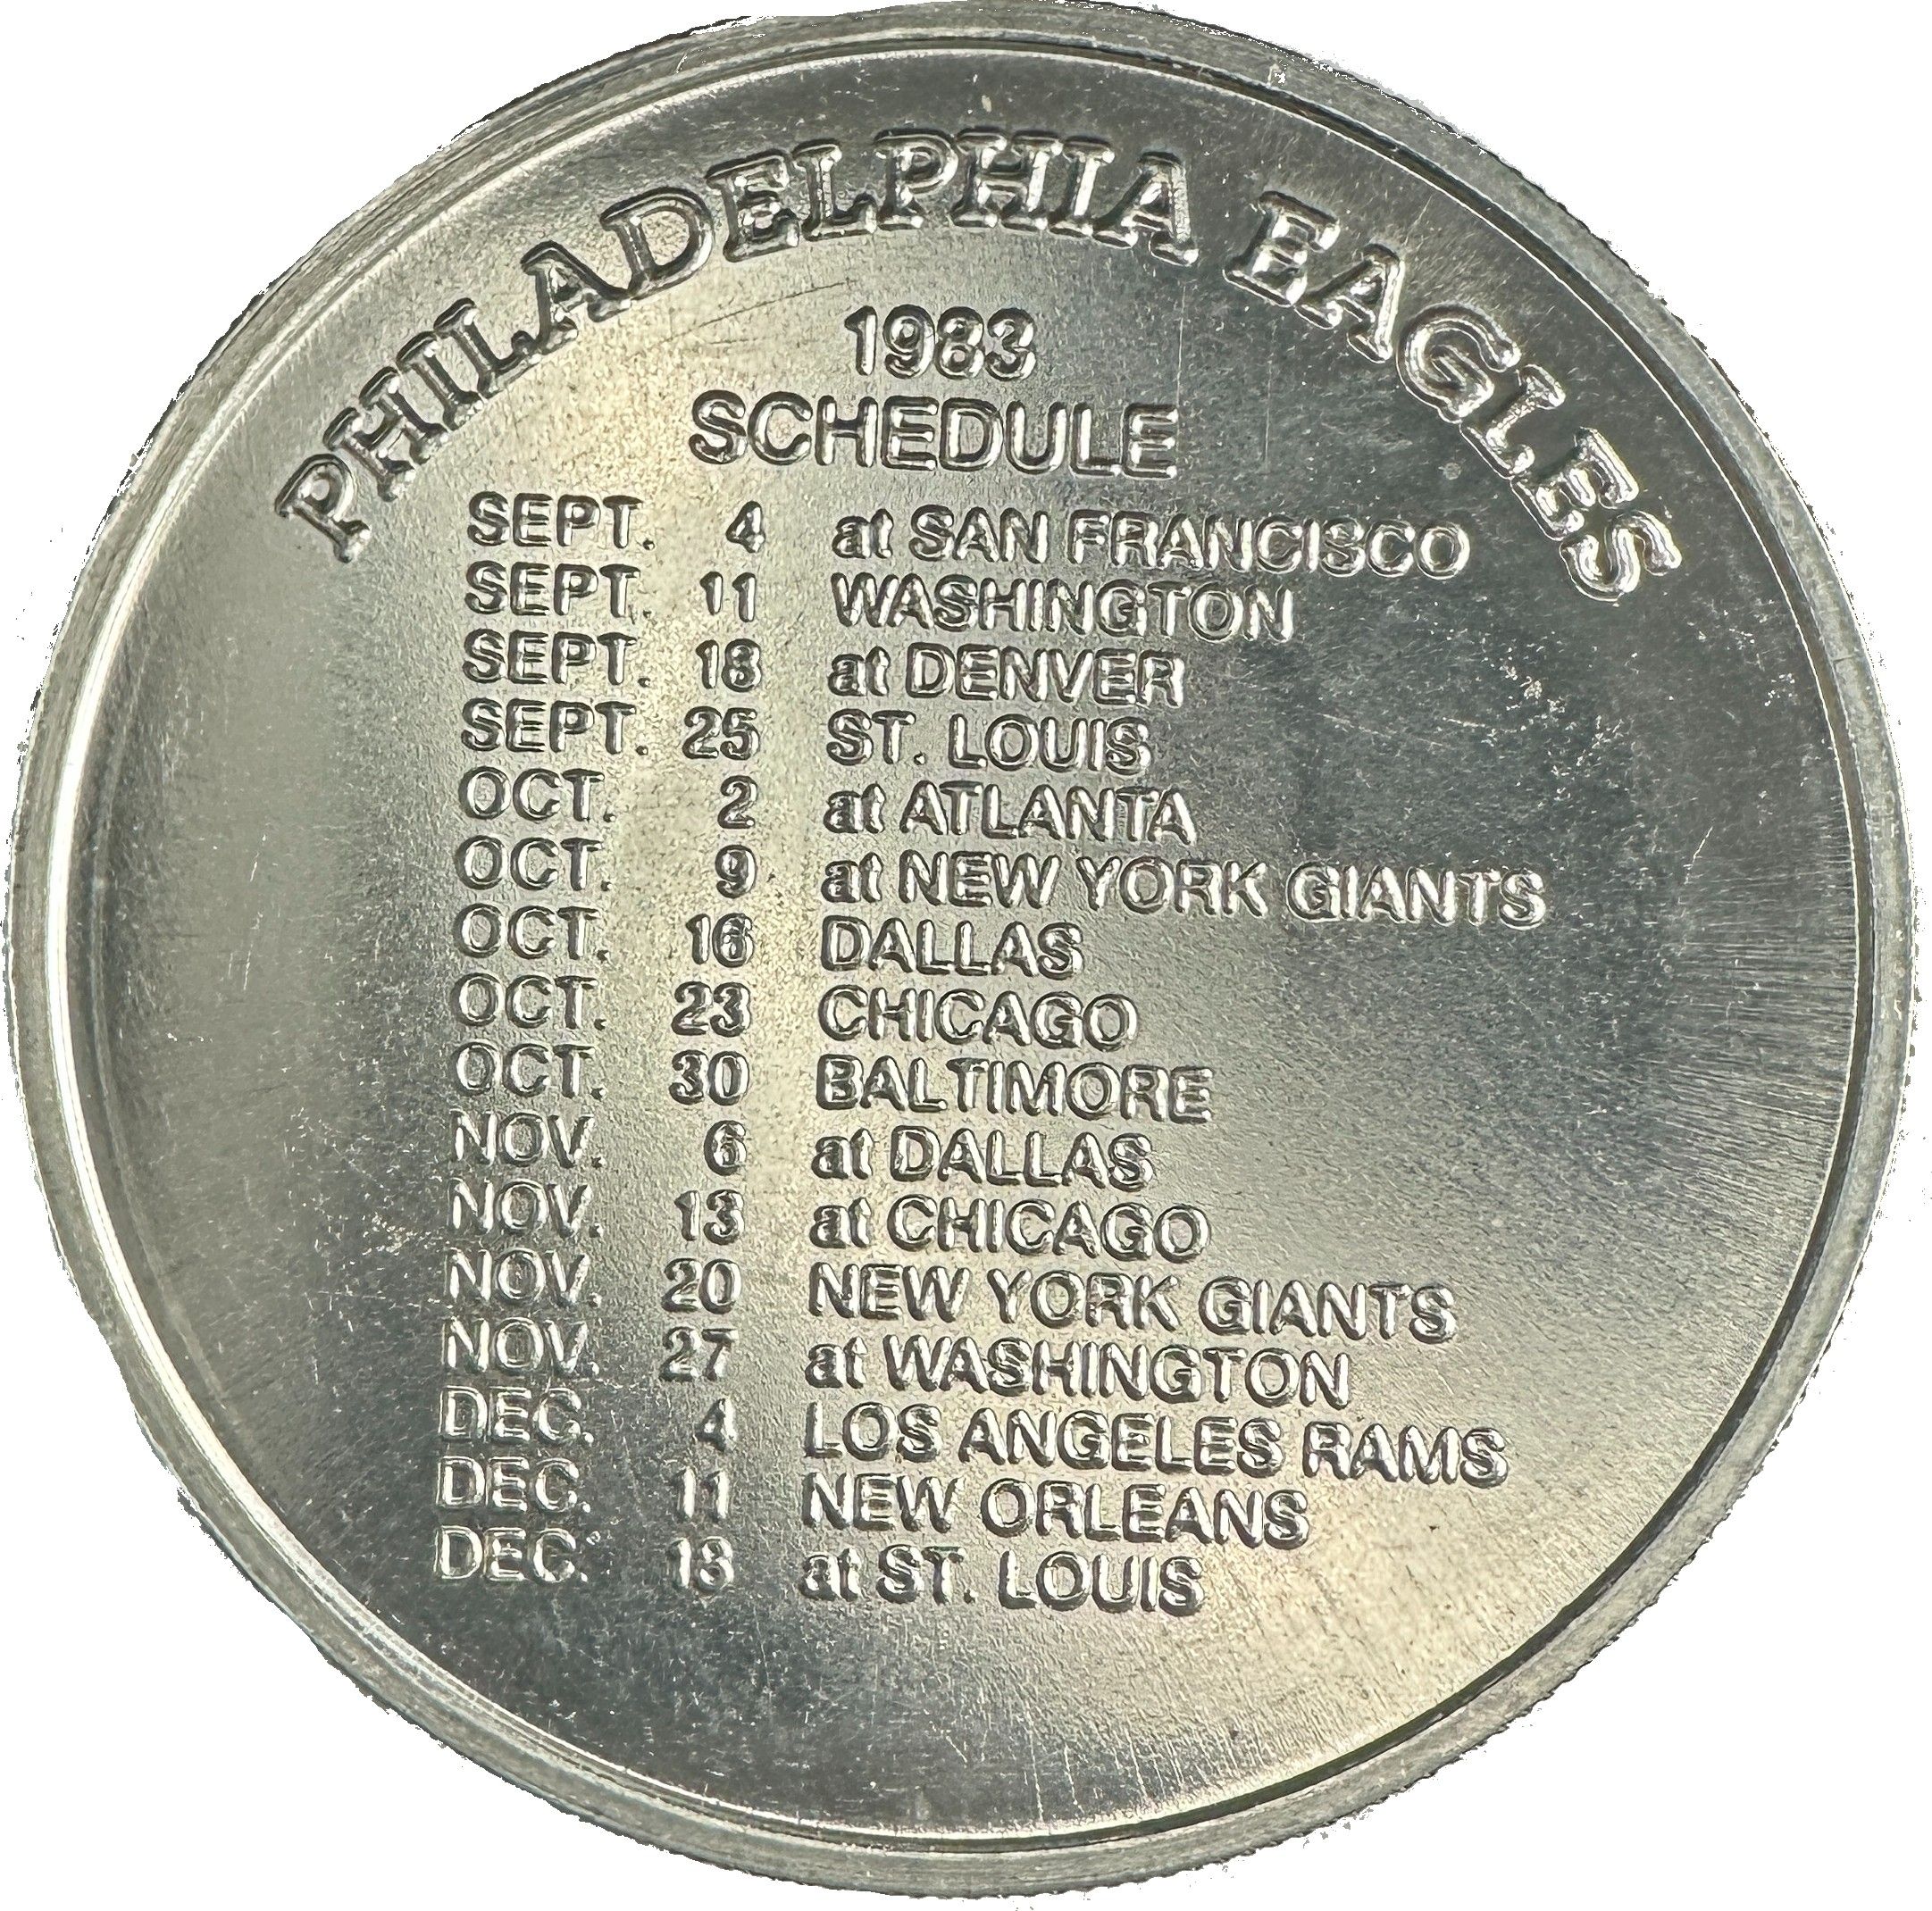 PHILADELPHIA EAGLES
1983
SCHEDULE
SEPT. 4 at SAN FRANCISCO
SEPT. 11 WASHINGTON
SEPT. 18 at DENVER
SEPT. 25 ST. LOUIS
OCT. 2 at ATLANTA
OCT. 9 at NEW YORK GIANTS
OCT. 16 DALLAS
OCT. 23 CHICAGO
OCT. 30 BALTIMORE
NOV. 6 at DALLAS
NOV. 13 at CHICAGO
NOV. 20 NEW YORK GIANTS
NOV. 27 at WASHINGTON
DEC. 4 LOS ANGELES RAMS
DEC. 11 NEW ORLEANS
DEC. 18 at ST. LOUIS